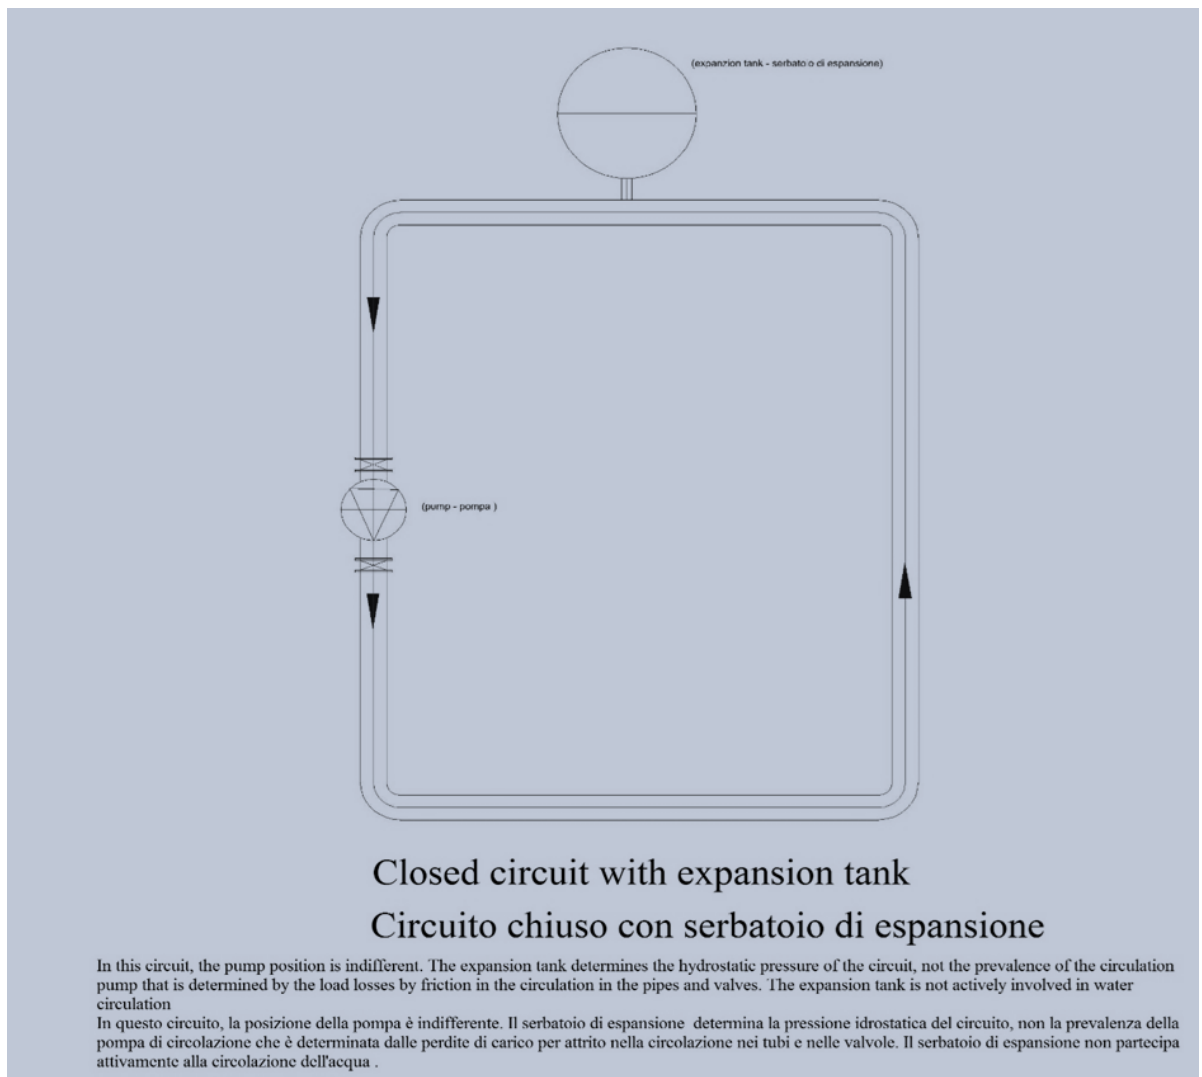 (expanzion tank - serbatoio di espansione)
(pump - pompa )
Closed circuit with expansion tank
Circuito chiuso con serbatoio di espansione
In this circuit, the pump position is indifferent. The expansion tank determines the hydrostatic pressure of the circuit, not the prevalence of the circulation
pump that is determined by the load losses by friction in the circulation in the pipes and valves. The expansion tank is not actively involved in water
circulation
In questo circuito, la posizione della pompa è indifferente. Il serbatoio di espansione determina la pressione idrostatica del circuito, non la prevalenza della
pompa di circolazione che è determinata dalle perdite di carico per attrito nella circolazione nei tubi e nelle valvole. Il serbatoio di espansione non partecipa
attivamente alla circolazione dell'acqua .